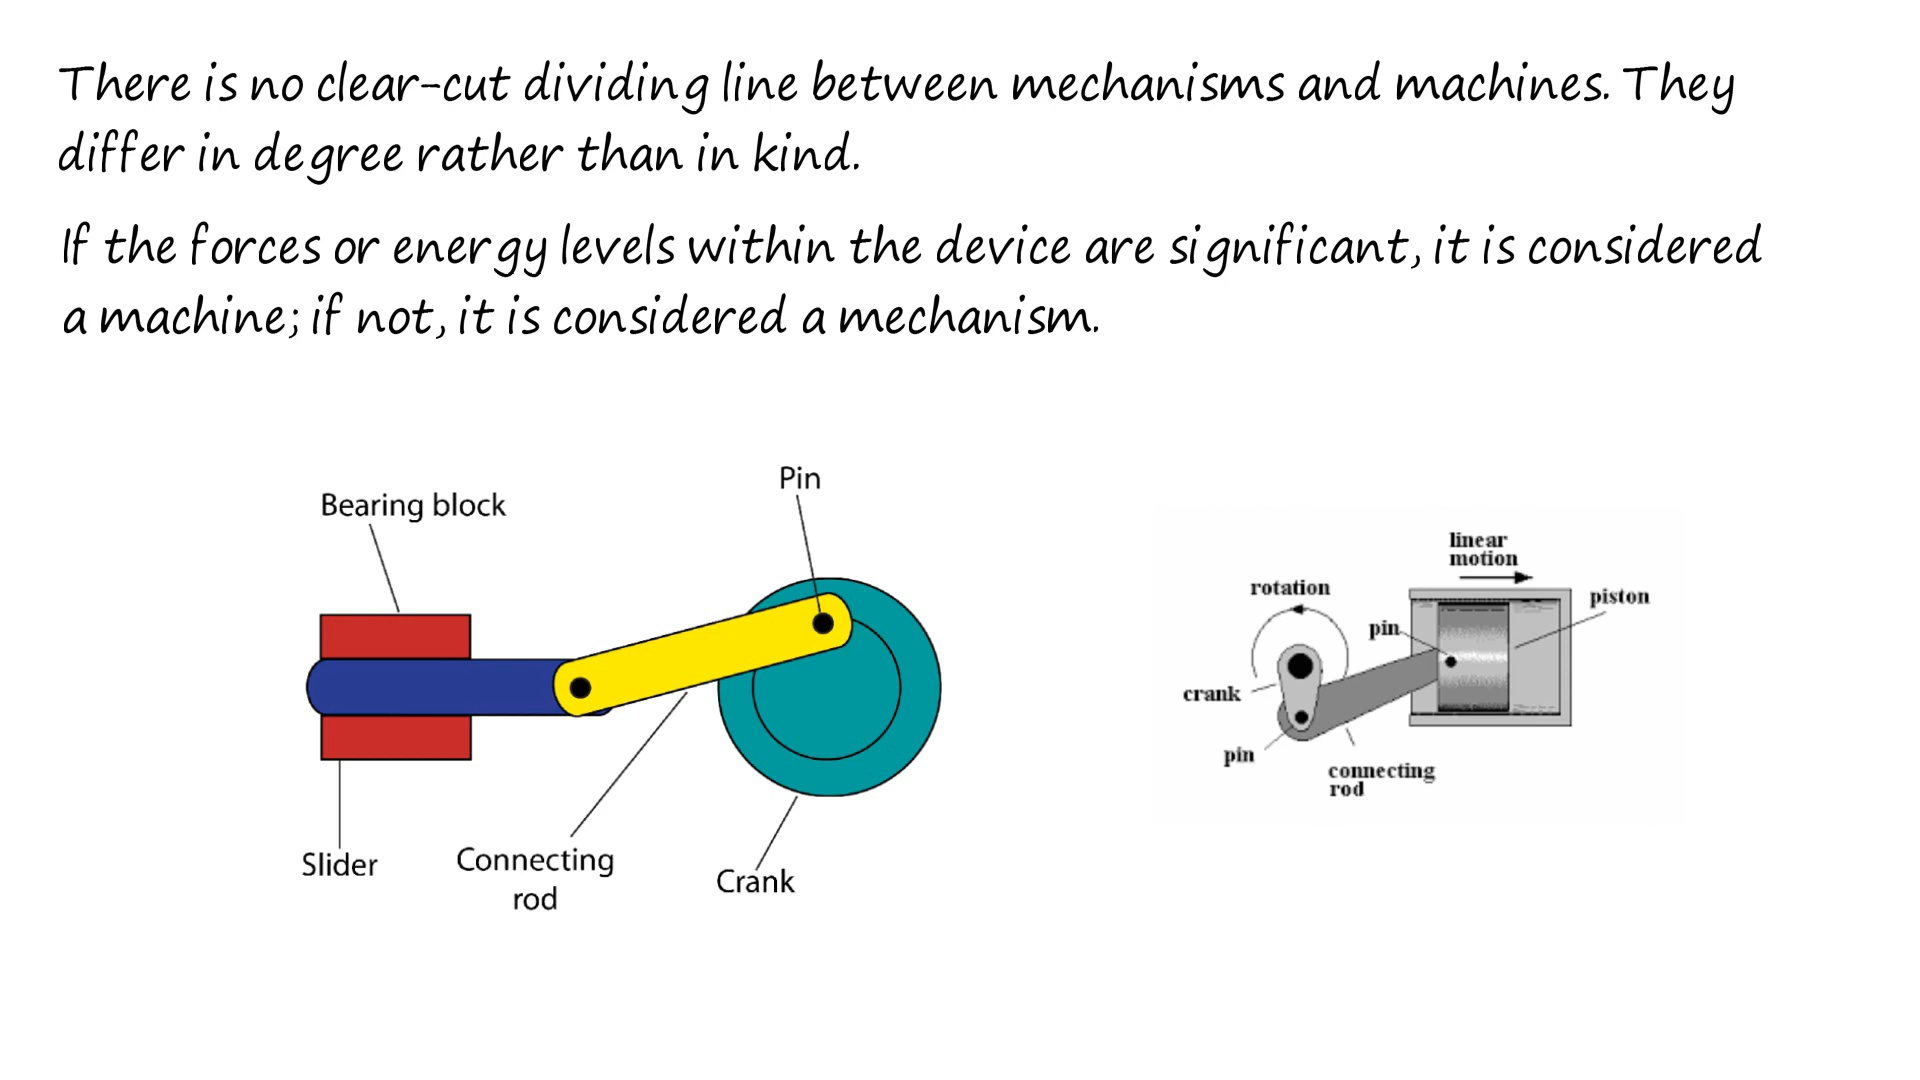 There is no clear-cut dividing line between mechanisms and machines. They
differ in degree rather than in kind.
If the forces or energy levels within the device are significant, it is considered
a machine; if not, it is considered a mechanism.
Pin
Bearing block
Slider
Connecting
rod
Crank
linear
motion
rotation
piston
pin
crank
pin
connecting
rod